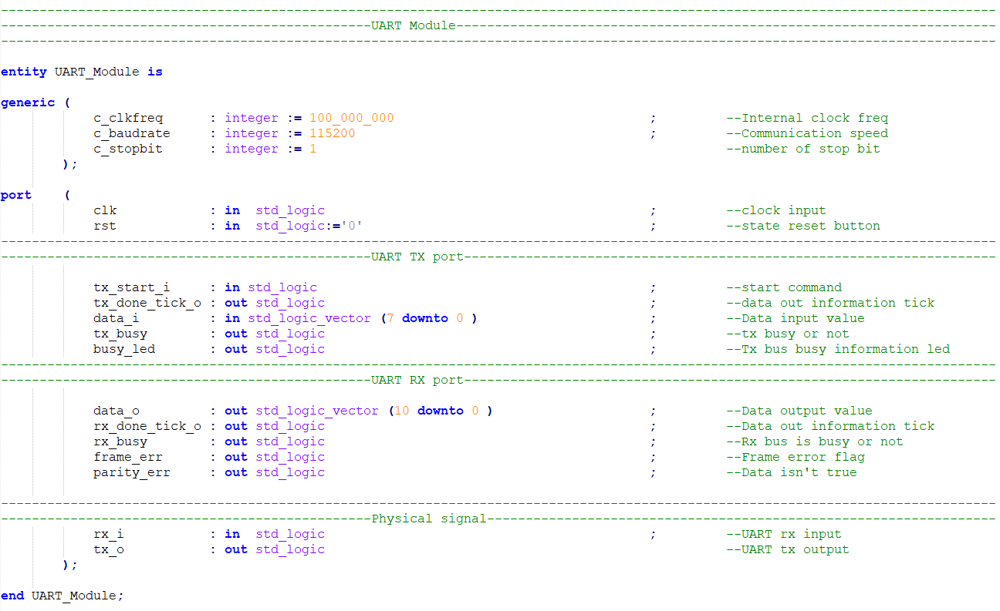 ---------------------------------------------------------------------------------------------------------------------------------
------------------------------------------------UART Module----------------------------------------------------------------------
---------------------------------------------------------------------------------------------------------------------------------
entity UART_Module is
generic (
c_clkfreq : integer := 100_000_000 ; --Internal clock freq
c_baudrate : integer := 115200 ; --Communication speed
c_stopbit : integer := 1 --number of stop bit
);
port (
clk : in std_logic ; --clock input
rst : in std_logic:='0' ; --state reset button
---------------------------------------------------------------------------------------------------------------------------------
------------------------------------------------UART TX port---------------------------------------------------------------------
tx_start_i : in std_logic ; --start command
tx_done_tick_o : out std_logic ; --data out information tick
data_i : in std_logic_vector (7 downto 0 ) ; --Data input value
tx_busy : out std_logic ; --tx busy or not
busy_led : out std_logic ; --Tx bus busy information led
---------------------------------------------------------------------------------------------------------------------------------
------------------------------------------------UART RX port---------------------------------------------------------------------
data_o : out std_logic_vector (10 downto 0 ) ; --Data output value
rx_done_tick_o : out std_logic ; --Data out information tick
rx_busy : out std_logic ; --Rx bus is busy or not
frame_err : out std_logic ; --Frame error flag
parity_err : out std_logic ; --Data isn't true
---------------------------------------------------------------------------------------------------------------------------------
------------------------------------------------Physical signal------------------------------------------------------------------
rx_i : in std_logic ; --UART rx input
tx_o : out std_logic --UART tx output
);
end UART_Module;